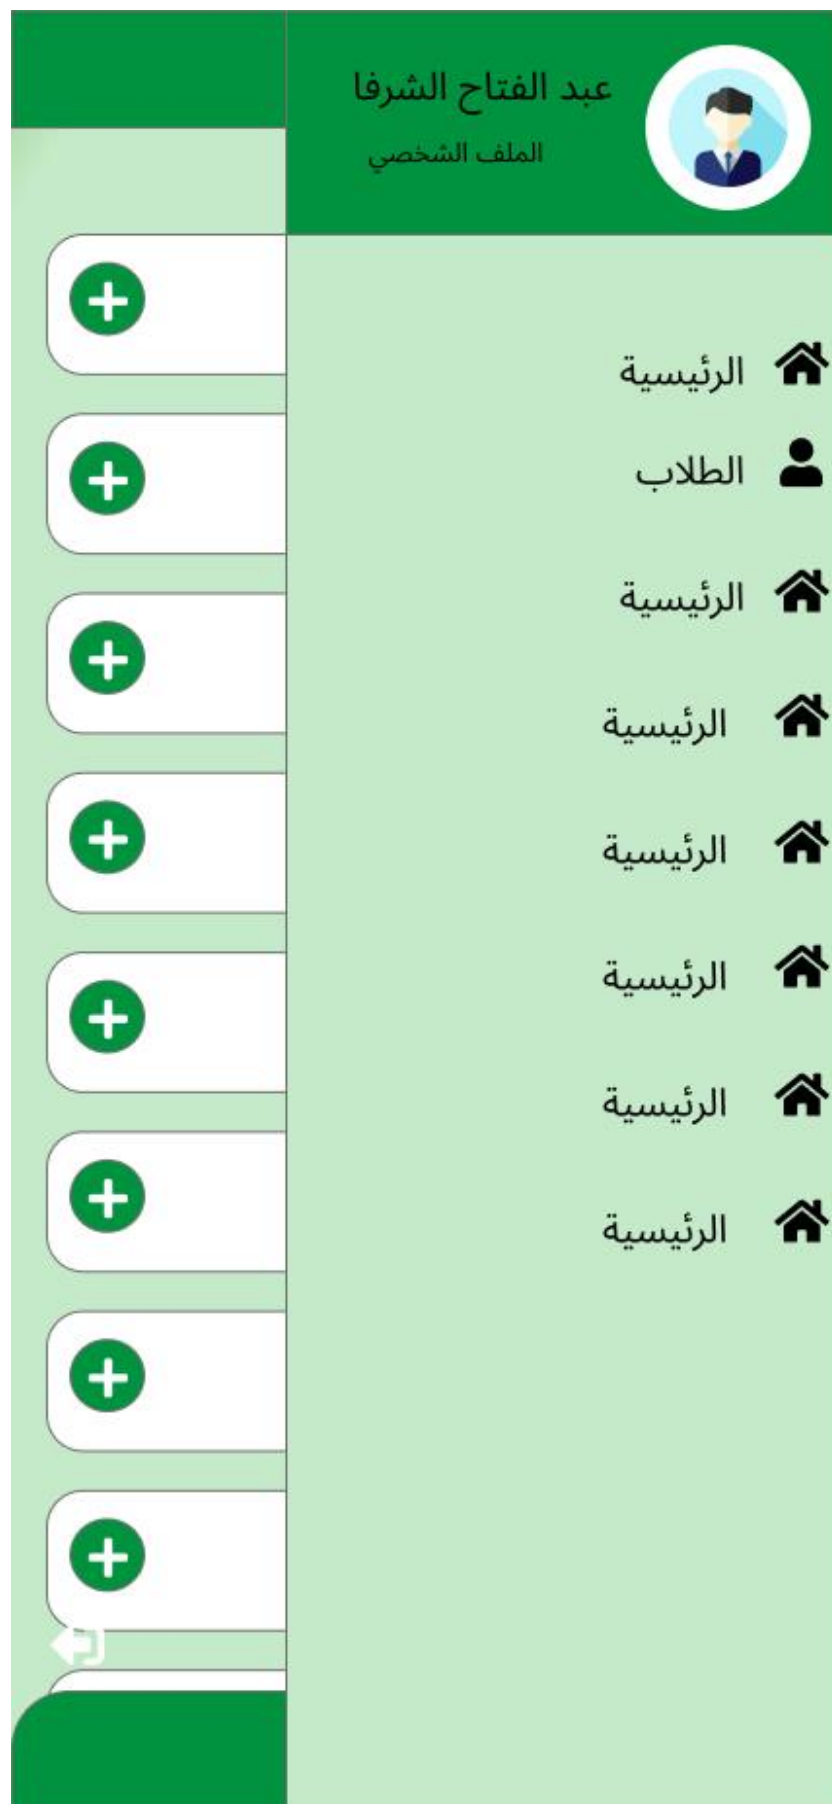 عبد الفتاح الشرفا
الملف الشخصي
الرئيسية
الطلاب
الرئيسية
الرئيسية
الرئيسية
الرئيسية
الرئيسية
الرئيسية